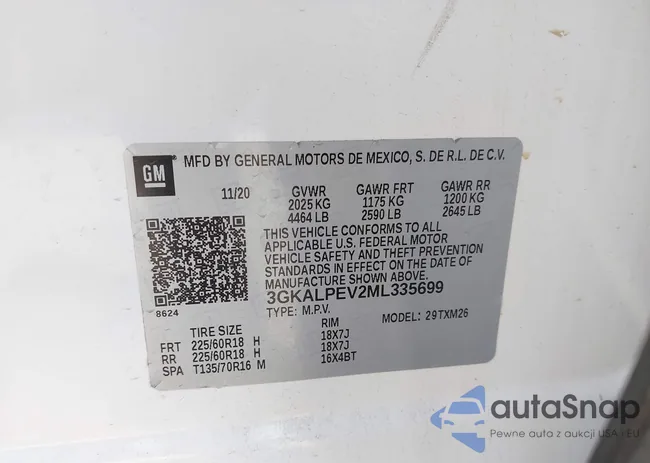 GM
MFD BY GENERAL MOTORS DE MEXICO, S. DE R.L. DE C.V.
11/20 GVWR GAWR FRT GAWR RR
2025 KG 1175 KG 1200 KG
4464 LB 2590 LB 2645 LB
THIS VEHICLE CONFORMS TO ALL
APPLICABLE U.S. FEDERAL MOTOR
VEHICLE SAFETY AND THEFT PREVENTION
STANDARDS IN EFFECT ON THE DATE OF
MANUFACTURE SHOWN ABOVE.
3GKALPEV2ML335699
8624 TYPE: M.P.V. MODEL: 29TXM26
TIRE SIZE RIM
FRT 225/60R18 H 18X7J
RR 225/60R18 H 18X7J
SPA T135/70R16 M 16X4BT
autaSnap
Pewne auto z aukcji USA i EU